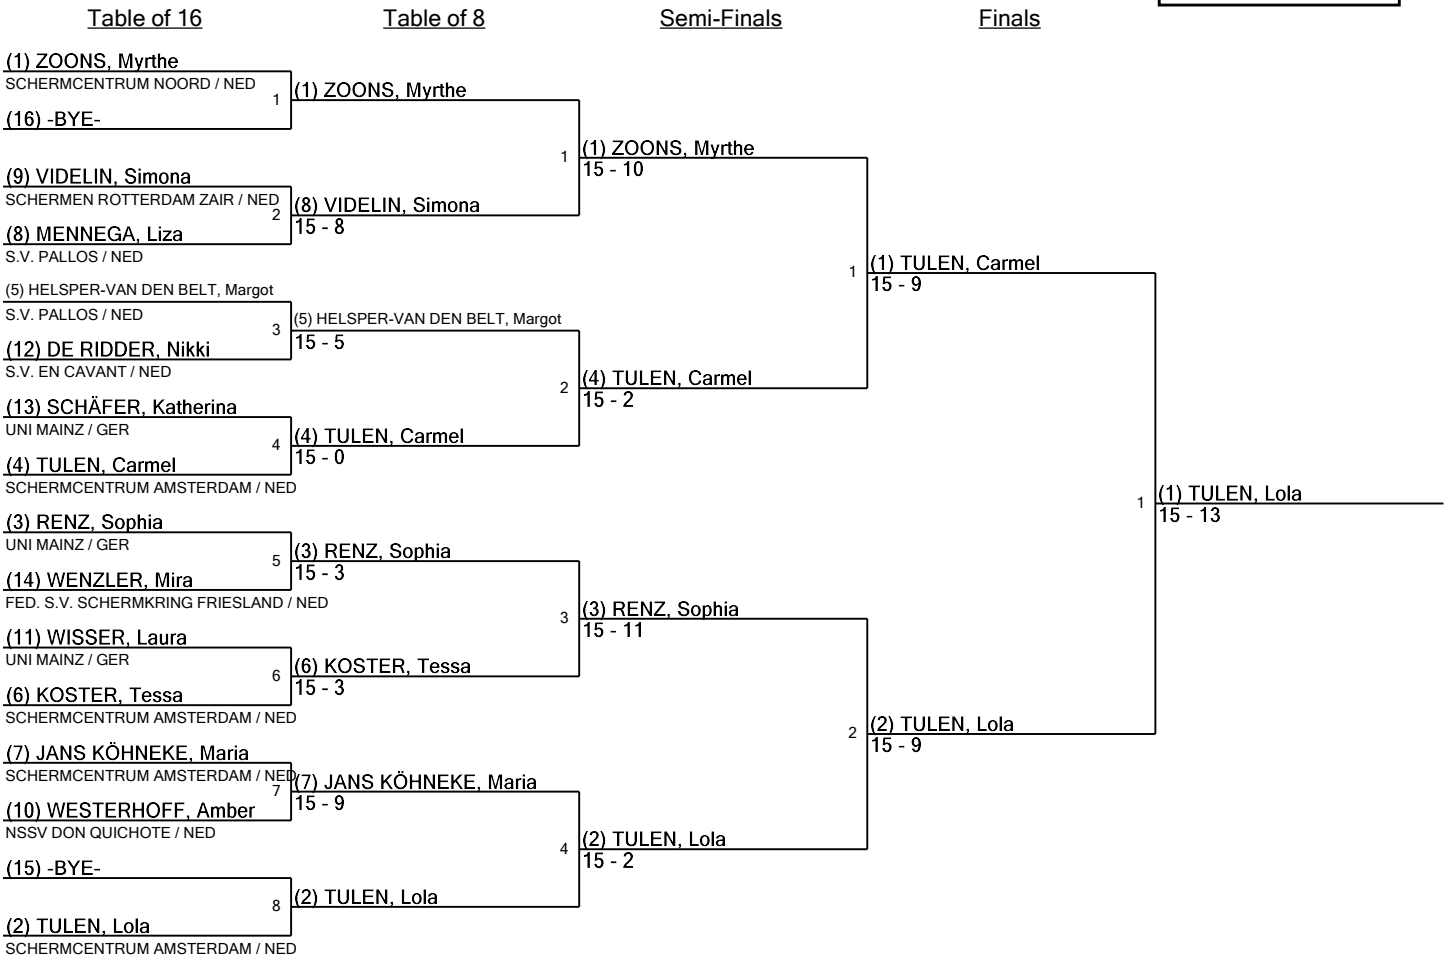 Table of 16
Table of 8
Semi-Finals
Finals
(1) ZOONS, Myrthe
SCHERMCENTRUM NOORD / NED
1
(16) -BYE-
(9) VIDELIN, Simona
SCHERMEN ROTTERDAM ZAIR / NED
2
(8) MENNEGA, Liza
S.V. PALLOS / NED
(5) HELSPER-VAN DEN BELT, Margot
S.V. PALLOS / NED
3
(12) DE RIDDER, Nikki
S.V. EN CAVANT / NED
(13) SCHÄFER, Katherina
UNI MAINZ / GER
4
(4) TULEN, Carmel
SCHERMCENTRUM AMSTERDAM / NED
(3) RENZ, Sophia
UNI MAINZ / GER
5
(14) WENZLER, Mira
FED. S.V. SCHERMKRING FRIESLAND / NED
(11) WISSER, Laura
UNI MAINZ / GER
6
(6) KOSTER, Tessa
SCHERMCENTRUM AMSTERDAM / NED
(7) JANS KÖHNEKE, Maria
SCHERMCENTRUM AMSTERDAM / NED
7
(10) WESTERHOFF, Amber
NSSV DON QUICHOTE / NED
(15) -BYE-
8
(2) TULEN, Lola
SCHERMCENTRUM AMSTERDAM / NED
(1) ZOONS, Myrthe
1
(8) VIDELIN, Simona
15 - 8
(5) HELSPER-VAN DEN BELT, Margot
15 - 5
2
(4) TULEN, Carmel
15 - 0
(3) RENZ, Sophia
15 - 3
3
(6) KOSTER, Tessa
15 - 3
(7) JANS KÖHNEKE, Maria
15 - 9
4
(2) TULEN, Lola
(1) ZOONS, Myrthe
15 - 10
1
(4) TULEN, Carmel
15 - 2
(3) RENZ, Sophia
15 - 11
2
(2) TULEN, Lola
15 - 2
(1) TULEN, Carmel
15 - 9
1
(2) TULEN, Lola
15 - 9
(1) TULEN, Lola
15 - 13